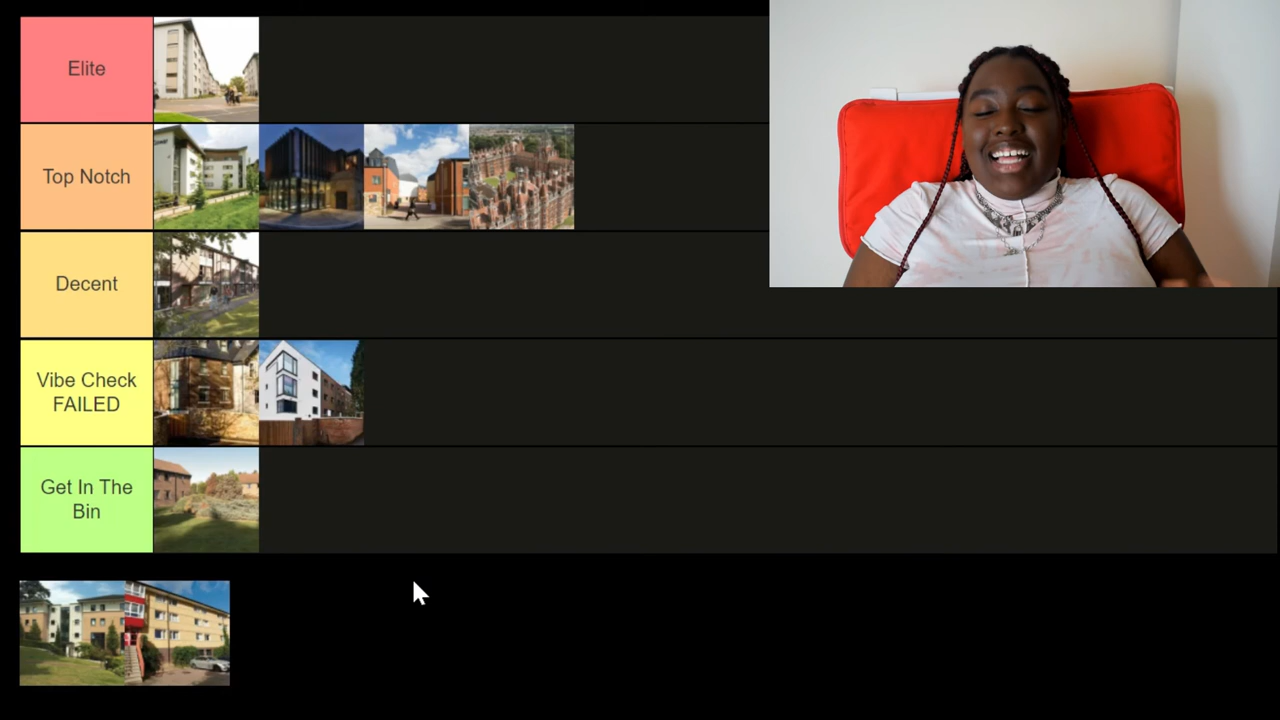 Elite
Top Notch
Decent
Vibe Check
FAILED
Get In The
Bin